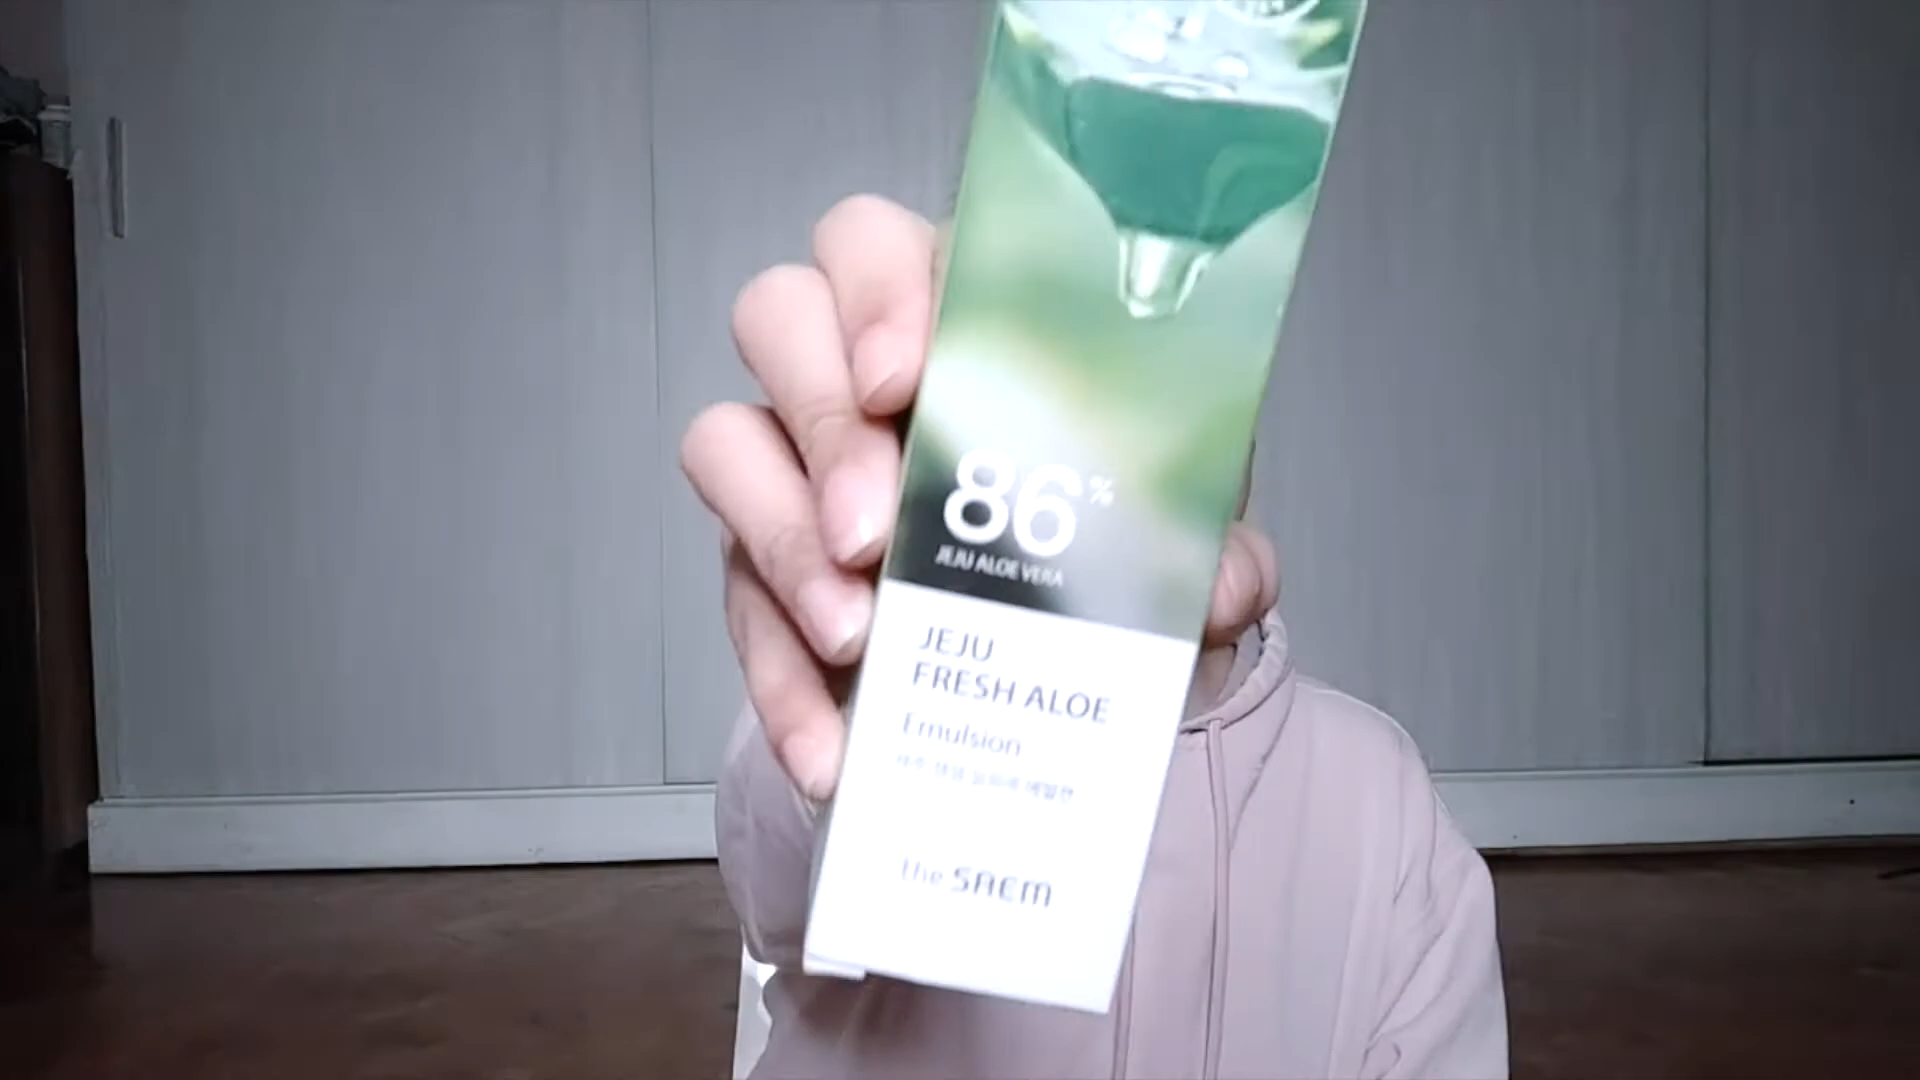 86%
JEJU ALOE VERA
JEJU
FRESH ALOE
Emulsion
the SAEM